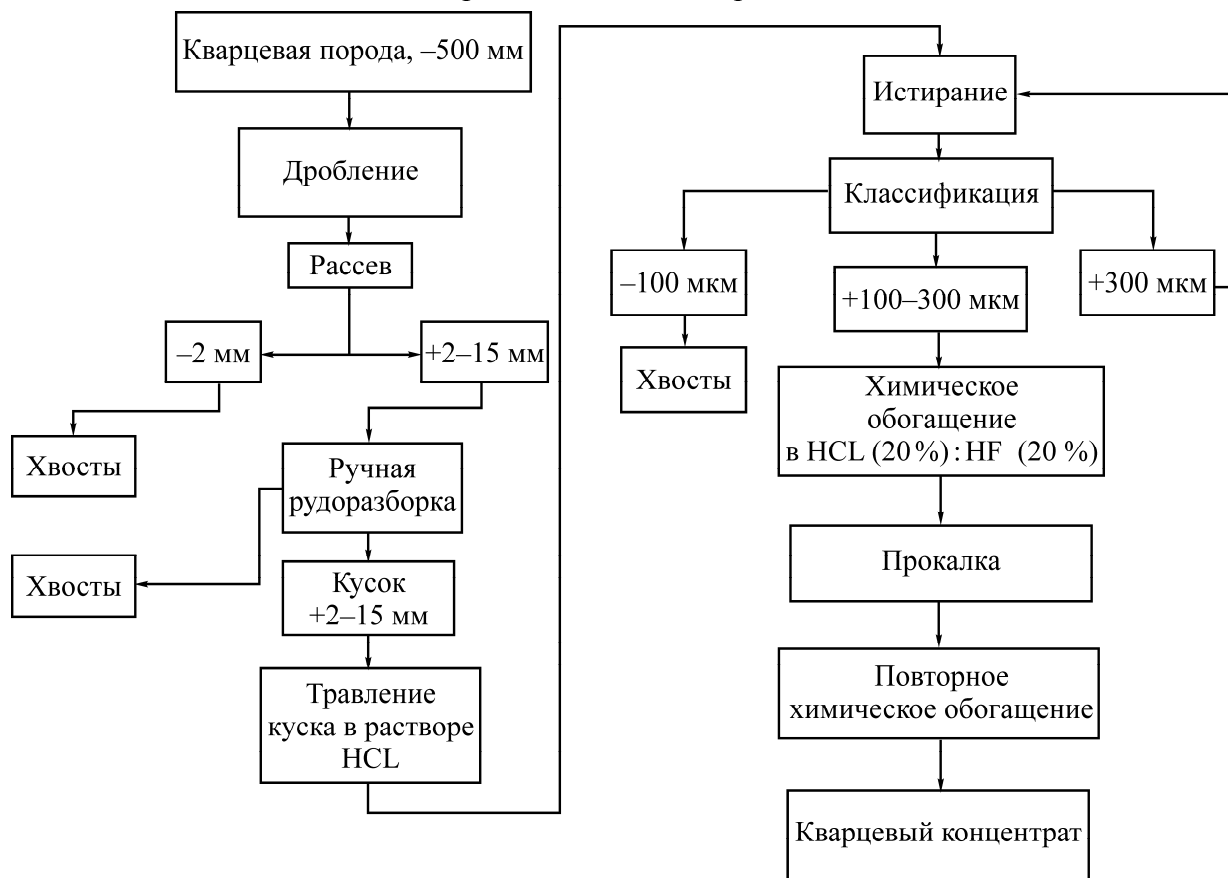 Кварцевая порода, –500 мм
Дробление
Рассев
–2 мм
+2–15 мм
Хвосты
Ручная
рудоразборка
Хвосты
Кусок
+2–15 мм
Травление
куска в растворе
HCL
Истирание
Классификация
–100 мкм
+100–300 мкм
+300 мкм
Хвосты
Химическое
обогащение
в HCL (20 %) : HF (20 %)
Прокалка
Повторное
химическое обогащение
Кварцевый концентрат